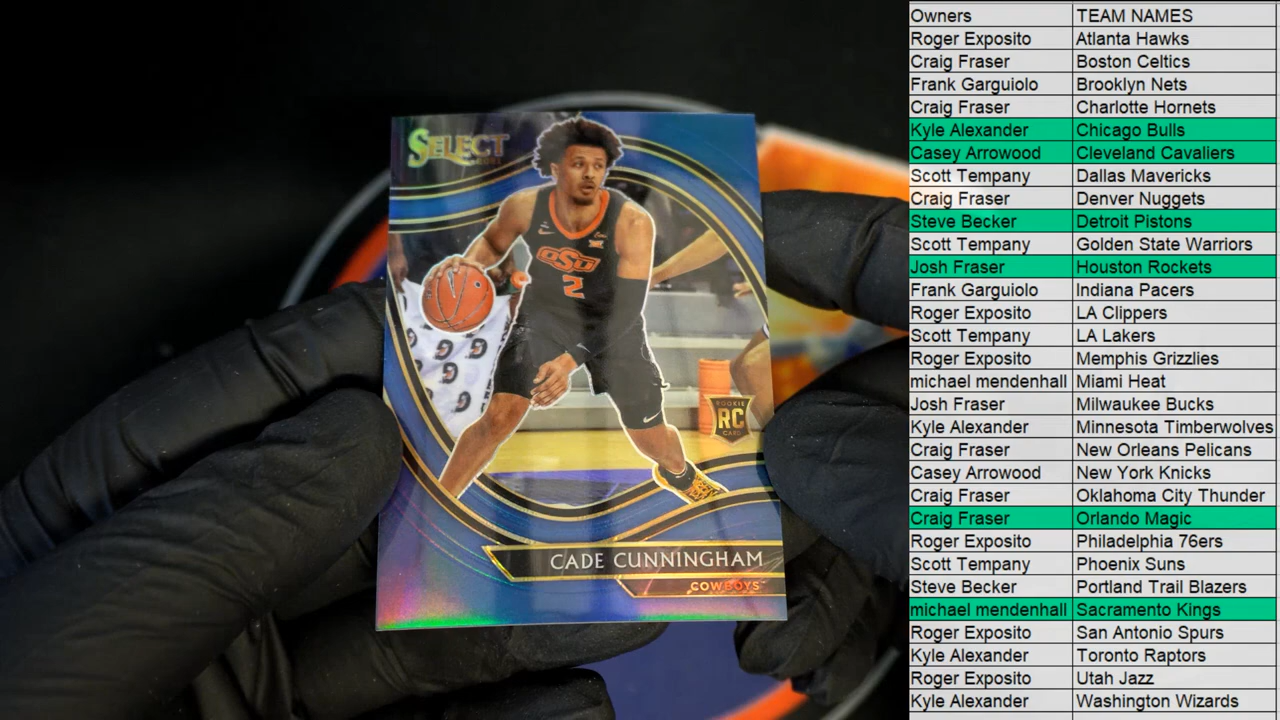 SELECT
2021
OSU
2
ROOKIE
RC
CARD
CADE CUNNINGHAM
COWBOYS
Owners TEAM NAMES
Roger Exposito Atlanta Hawks
Craig Fraser Boston Celtics
Frank Garguiolo Brooklyn Nets
Craig Fraser Charlotte Hornets
Kyle Alexander Chicago Bulls
Casey Arrowood Cleveland Cavaliers
Scott Tempany Dallas Mavericks
Craig Fraser Denver Nuggets
Steve Becker Detroit Pistons
Scott Tempany Golden State Warriors
Josh Fraser Houston Rockets
Frank Garguiolo Indiana Pacers
Roger Exposito LA Clippers
Scott Tempany LA Lakers
Roger Exposito Memphis Grizzlies
michael mendenhall Miami Heat
Josh Fraser Milwaukee Bucks
Kyle Alexander Minnesota Timberwolves
Craig Fraser New Orleans Pelicans
Casey Arrowood New York Knicks
Craig Fraser Oklahoma City Thunder
Craig Fraser Orlando Magic
Roger Exposito Philadelphia 76ers
Scott Tempany Phoenix Suns
Steve Becker Portland Trail Blazers
michael mendenhall Sacramento Kings
Roger Exposito San Antonio Spurs
Kyle Alexander Toronto Raptors
Roger Exposito Utah Jazz
Kyle Alexander Washington Wizards